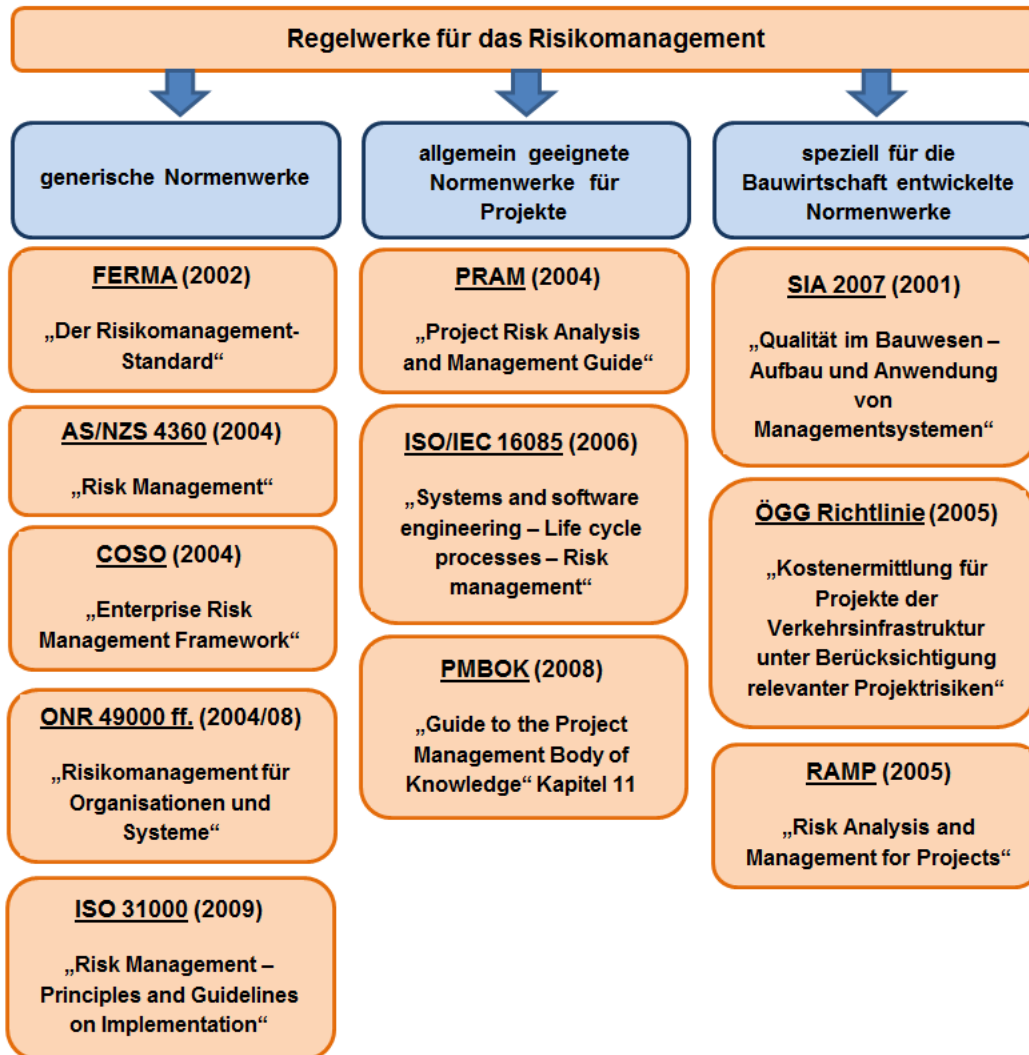 Regelwerke für das Risikomanagement
generische Normenwerke
allgemein geeignete
Normenwerke für
Projekte
speziell für die
Bauwirtschaft entwickelte
Normenwerke
FERMA (2002)
„Der Risikomanagement-
Standard“
AS/NZS 4360 (2004)
„Risk Management“
COSO (2004)
„Enterprise Risk
Management Framework“
ONR 49000 ff. (2004/08)
„Risikomanagement für
Organisationen und
Systeme“
ISO 31000 (2009)
„Risk Management –
Principles and Guidelines
on Implementation“
PRAM (2004)
„Project Risk Analysis
and Management Guide“
ISO/IEC 16085 (2006)
„Systems and software
engineering – Life cycle
processes – Risk
management“
PMBOK (2008)
„Guide to the Project
Management Body of
Knowledge“ Kapitel 11
SIA 2007 (2001)
„Qualität im Bauwesen –
Aufbau und Anwendung
von
Managementsystemen“
ÖGG Richtlinie (2005)
„Kostenermittlung für
Projekte der
Verkehrsinfrastruktur
unter Berücksichtigung
relevanter Projektrisiken“
RAMP (2005)
„Risk Analysis and
Management for Projects“